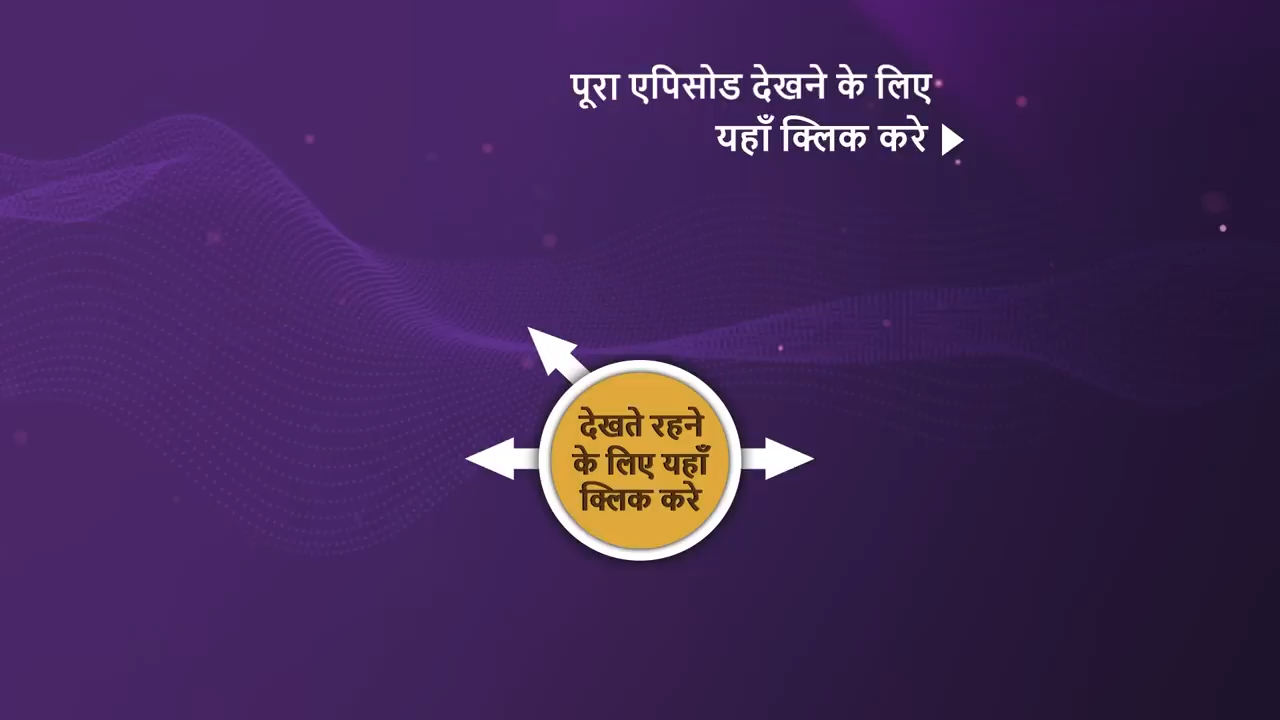 पूरा एपिसोड देखने के लिए
यहाँ क्लिक करे
देखते रहने
के लिए यहाँ
क्लिक करे